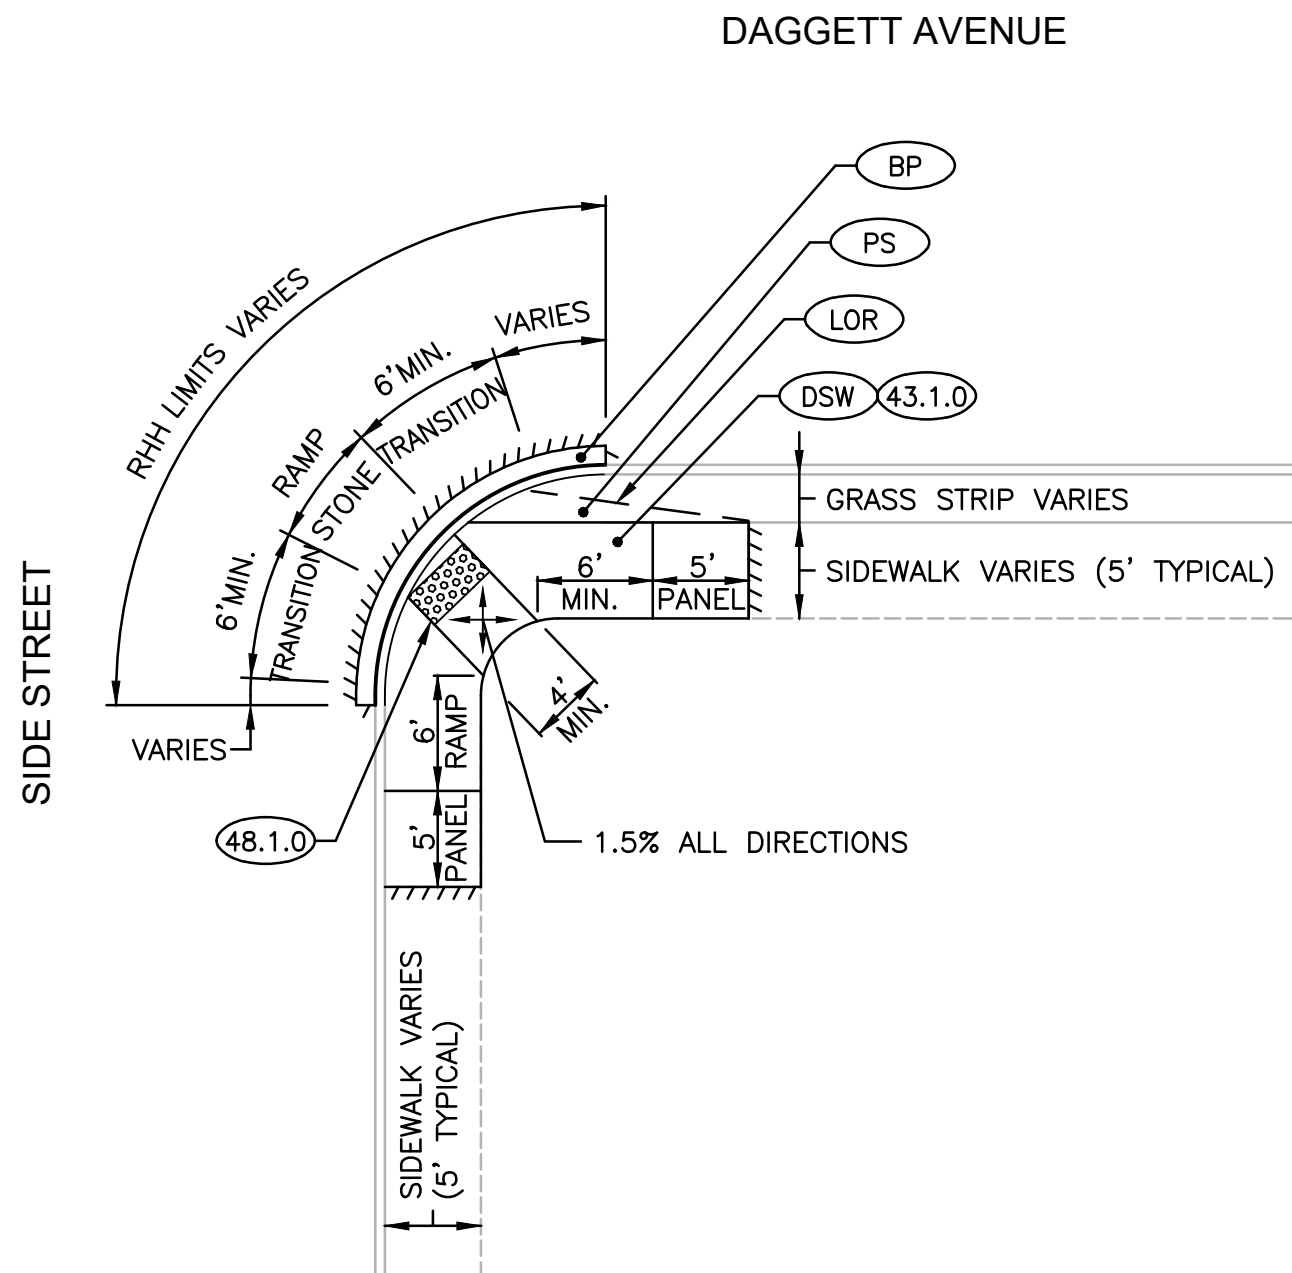 DAGGETT AVENUE
BP
PS
LOR
DSW 43.1.0
RHH LIMITS VARIES
VARIES
6'MIN.
TRANSITION
RAMP
STONE
6'MIN.
TRANSITION
VARIES
GRASS STRIP VARIES
SIDEWALK VARIES (5' TYPICAL)
6'
MIN.
5'
PANEL
4'
MIN.
SIDE STREET
6'
RAMP
5'
PANEL
48.1.0
1.5% ALL DIRECTIONS
SIDEWALK VARIES
(5' TYPICAL)